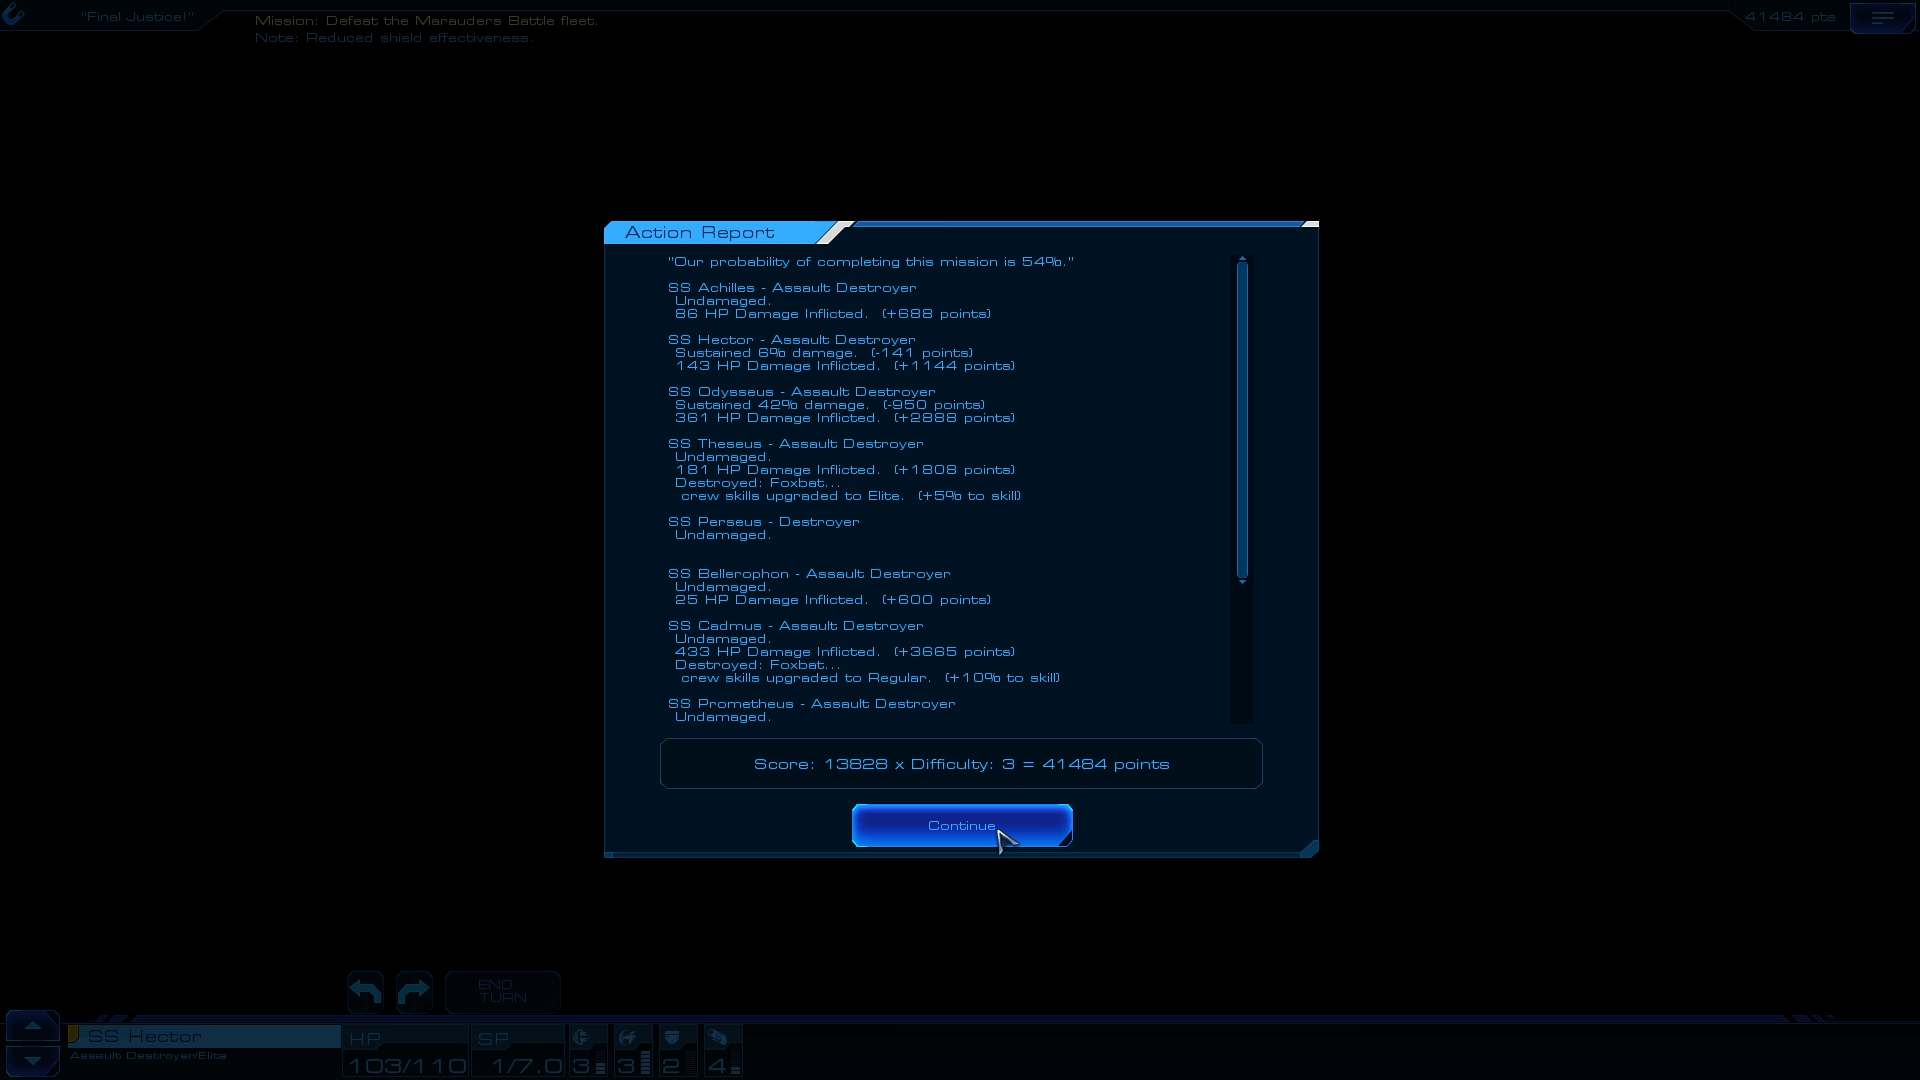 "Final Justice!"
Mission: Defeat the Marauders Battle fleet.
Note: Reduced shield effectiveness.
41484 pts
Action Report
"Our probability of completing this mission is 54%."
SS Achilles - Assault Destroyer
Undamaged.
86 HP Damage Inflicted. (+688 points)
SS Hector - Assault Destroyer
Sustained 6% damage. (-141 points)
143 HP Damage Inflicted. (+1144 points)
SS Odysseus - Assault Destroyer
Sustained 42% damage. (-950 points)
361 HP Damage Inflicted. (+2888 points)
SS Theseus - Assault Destroyer
Undamaged.
181 HP Damage Inflicted. (+1808 points)
Destroyed: Foxbat...
crew skills upgraded to Elite. (+5% to skill)
SS Perseus - Destroyer
Undamaged.
SS Bellerophon - Assault Destroyer
Undamaged.
25 HP Damage Inflicted. (+600 points)
SS Cadmus - Assault Destroyer
Undamaged.
433 HP Damage Inflicted. (+3665 points)
Destroyed: Foxbat...
crew skills upgraded to Regular. (+10% to skill)
SS Prometheus - Assault Destroyer
Undamaged.
Score: 13828 x Difficulty: 3 = 41484 points
Continue
END
TURN
SS Hector
HP
SP
Assault Destroyer/Elite
103/110
1/7.0
3
3
2
4